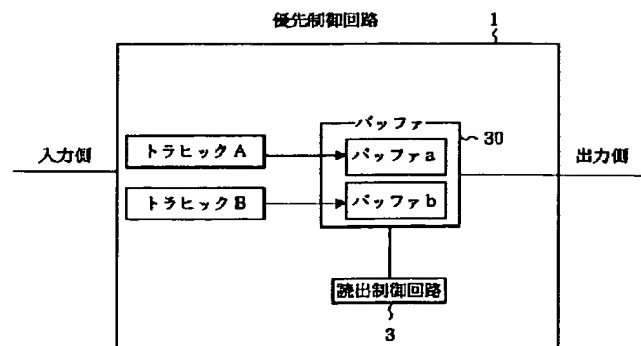 優先制御回路
1
バッファ
30
入力側
トラヒックA
バッファa
出力側
トラヒックB
バッファb
読出制御回路
3